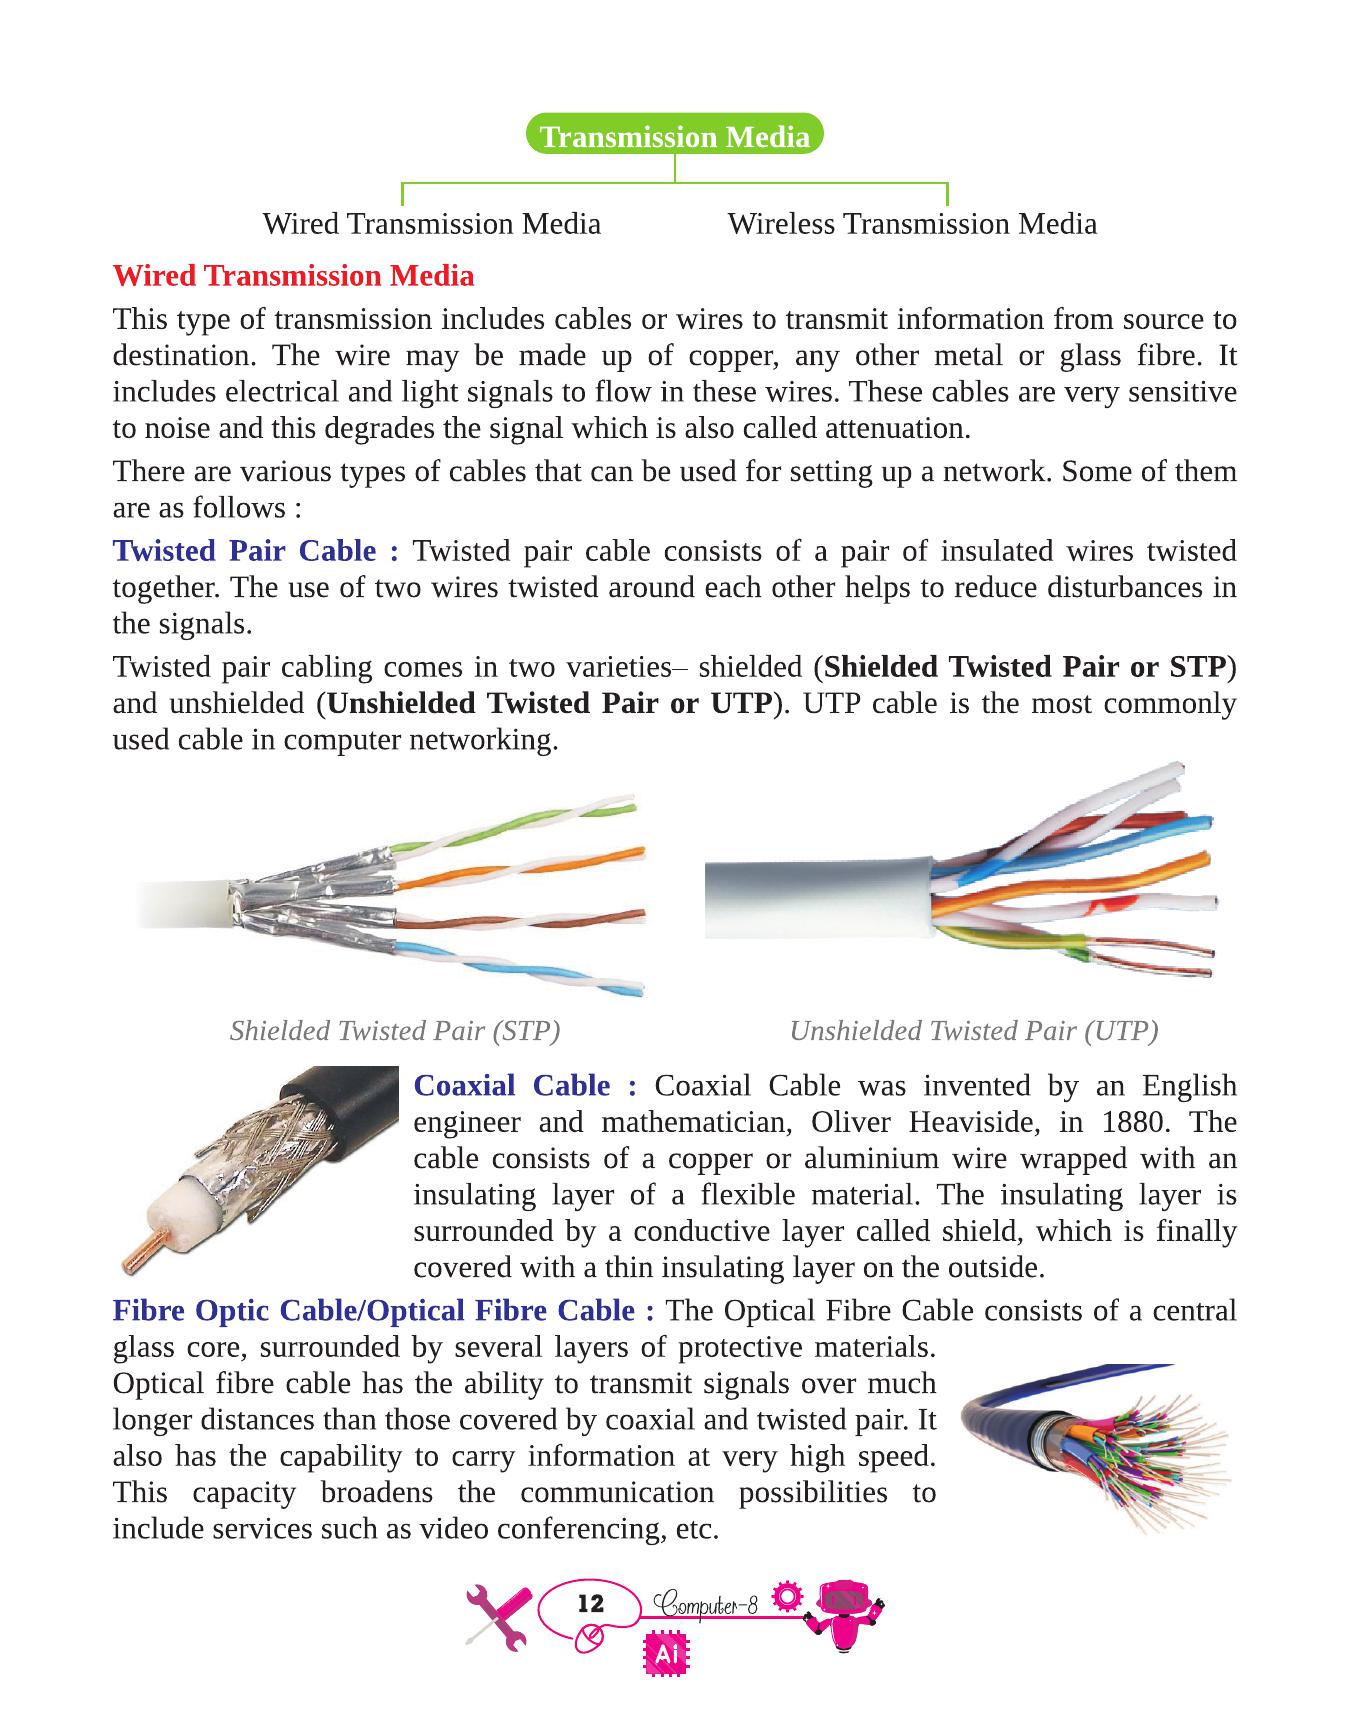 Transmission Media
Wired Transmission Media
Wireless Transmission Media
Wired Transmission Media
This type of transmission includes cables or wires to transmit information from source to
destination. The wire may be made up of copper, any other metal or glass fibre. It
includes electrical and light signals to flow in these wires. These cables are very sensitive
to noise and this degrades the signal which is also called attenuation.
There are various types of cables that can be used for setting up a network. Some of them
are as follows :
Twisted Pair Cable : Twisted pair cable consists of a pair of insulated wires twisted
together. The use of two wires twisted around each other helps to reduce disturbances in
the signals.
Twisted pair cabling comes in two varieties– shielded (Shielded Twisted Pair or STP)
and unshielded (Unshielded Twisted Pair or UTP). UTP cable is the most commonly
used cable in computer networking.
Shielded Twisted Pair (STP)
Unshielded Twisted Pair (UTP)
Coaxial Cable : Coaxial Cable was invented by an English
engineer and mathematician, Oliver Heaviside, in 1880. The
cable consists of a copper or aluminium wire wrapped with an
insulating layer of a flexible material. The insulating layer is
surrounded by a conductive layer called shield, which is finally
covered with a thin insulating layer on the outside.
Fibre Optic Cable/Optical Fibre Cable : The Optical Fibre Cable consists of a central
glass core, surrounded by several layers of protective materials.
Optical fibre cable has the ability to transmit signals over much
longer distances than those covered by coaxial and twisted pair. It
also has the capability to carry information at very high speed.
This capacity broadens the communication possibilities to
include services such as video conferencing, etc.
12
Computer-8
Ai